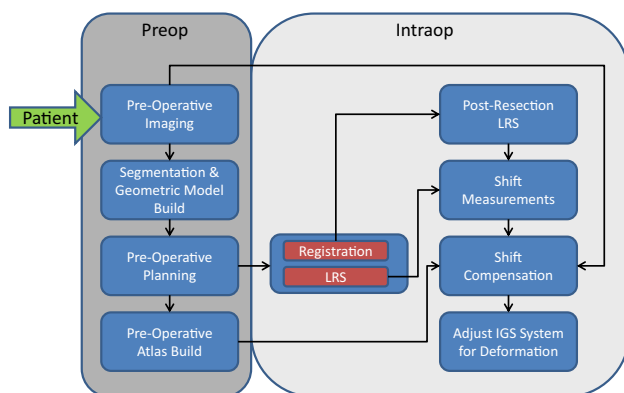 Preop
Intraop
Patient
Pre-Operative
Imaging
Segmentation &
Geometric Model
Build
Pre-Operative
Planning
Pre-Operative
Atlas Build
Registration
LRS
Post-Resection
LRS
Shift
Measurements
Shift
Compensation
Adjust IGS System
for Deformation